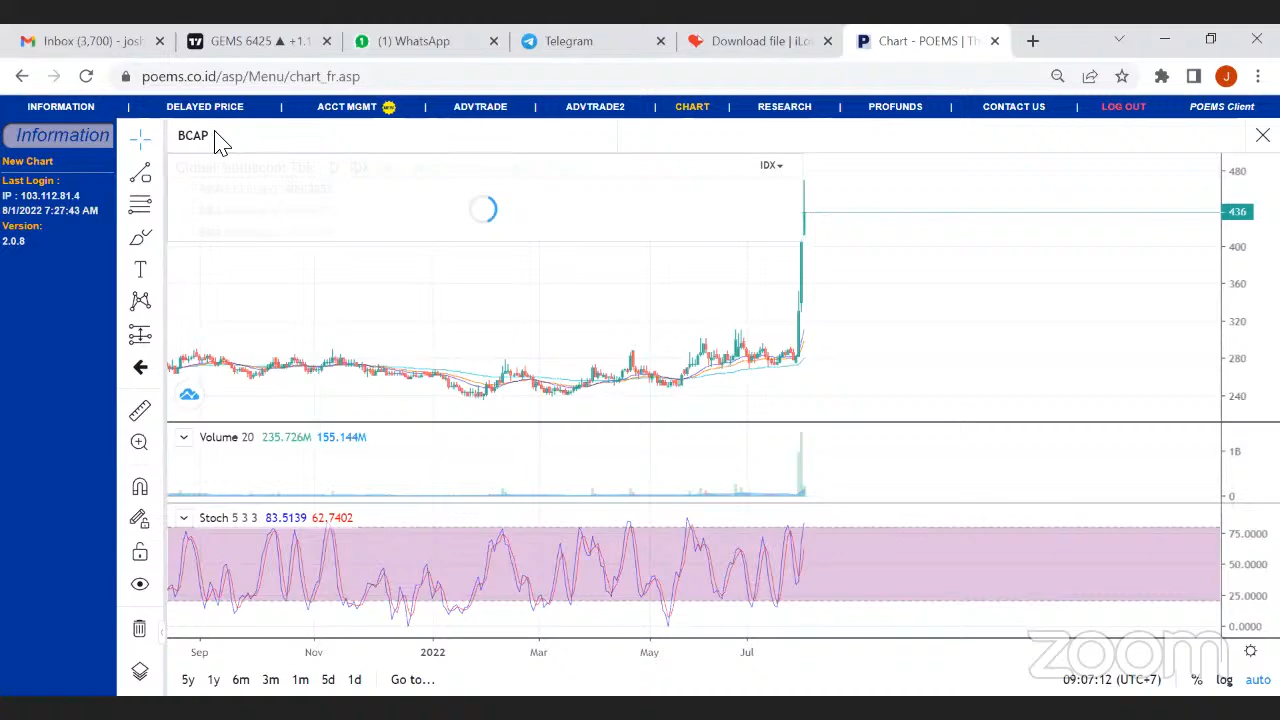 Inbox (3,700) - josh
GEMS 6425 ▲ +1.1
(1) WhatsApp
Telegram
Download file | iLov
Chart - POEMS | Th
poems.co.id/asp/Menu/chart_fr.asp
J
INFORMATION | DELAYED PRICE | ACCT MGMT NEW | ADVTRADE | ADVTRADE2 | CHART | RESEARCH | PROFUNDS | CONTACT US | LOG OUT POEMS Client
Information
New Chart
Last Login :
IP : 103.112.81.4
8/1/2022 7:27:43 AM
Version:
2.0.8
BCAP
IDX
480
436
400
360
320
280
240
Volume 20 235.726M 155.144M
1B
0
Stoch 5 3 3 83.5139 62.7402
75.0000
50.0000
25.0000
0.0000
Sep Nov 2022 Mar May Jul
zoom
5y 1y 6m 3m 1m 5d 1d Go to... 09:07:12 (UTC+7) % log auto